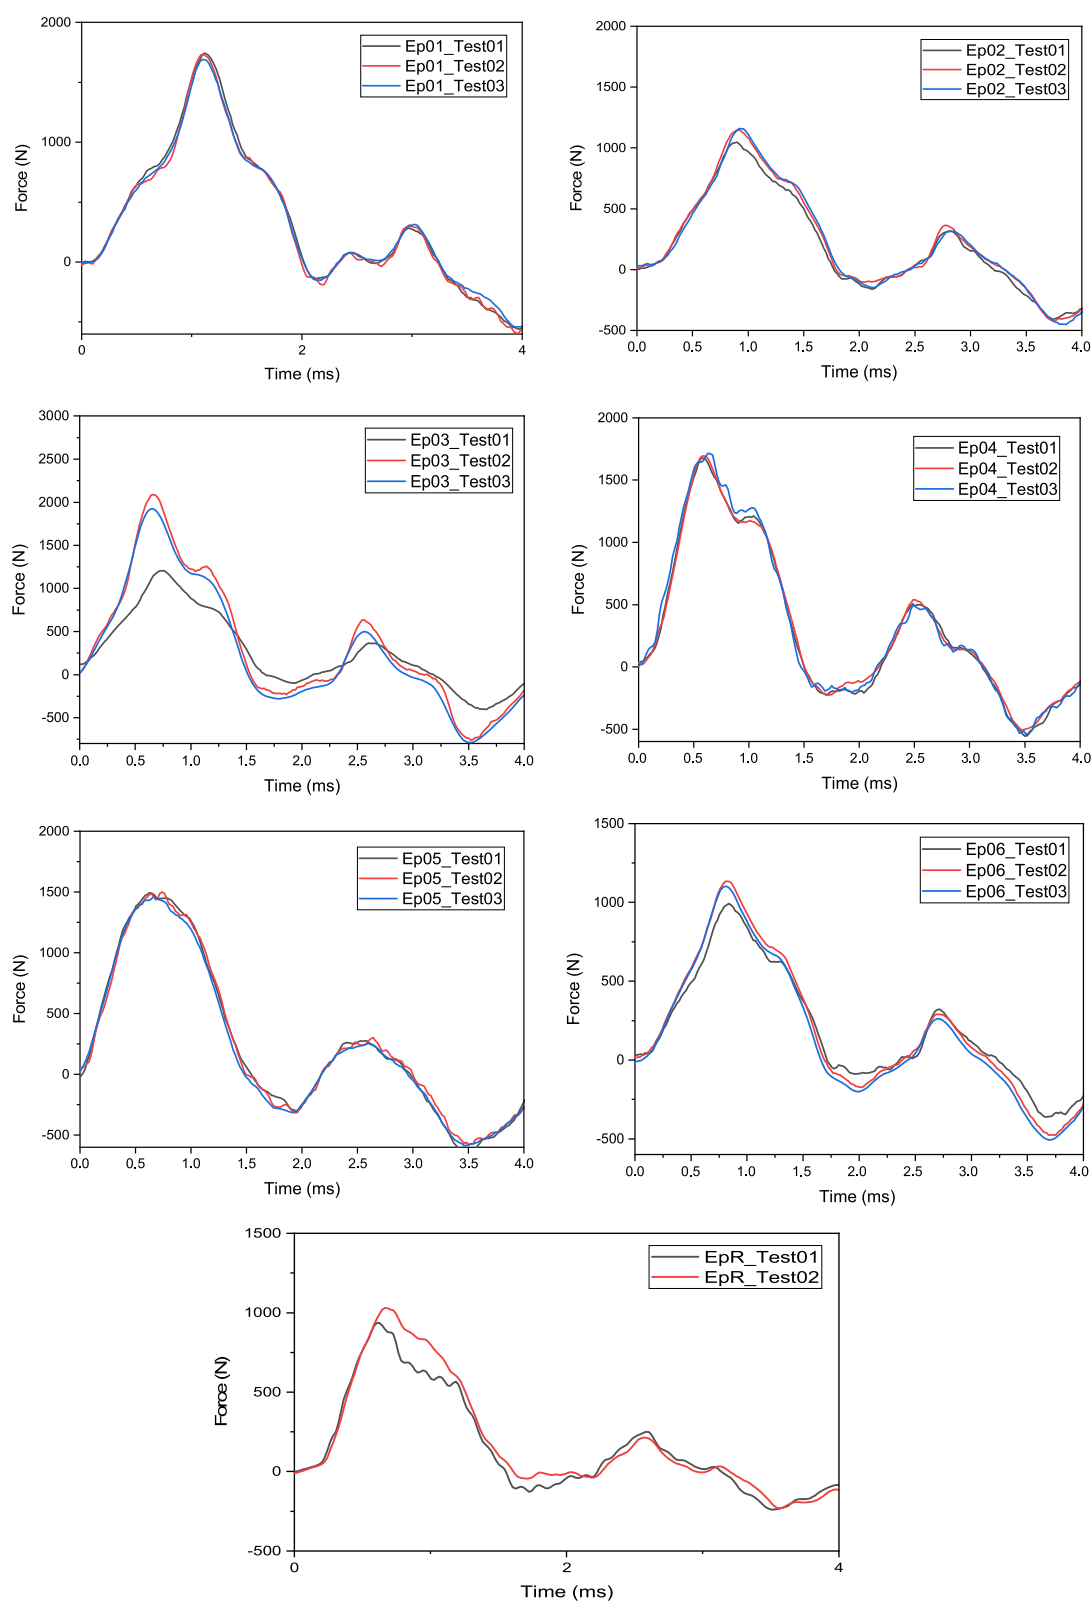 2000
1000
0
Force (N)
0
2
4
Time (ms)
Ep01_Test01
Ep01_Test02
Ep01_Test03
2000
1500
1000
500
0
-500
Force (N)
0.0 0.5 1.0 1.5 2.0 2.5 3.0 3.5 4.0
Time (ms)
Ep02_Test01
Ep02_Test02
Ep02_Test03
3000
2500
2000
1500
1000
500
0
-500
Force (N)
0.0 0.5 1.0 1.5 2.0 2.5 3.0 3.5 4.0
Time (ms)
Ep03_Test01
Ep03_Test02
Ep03_Test03
2000
1500
1000
500
0
-500
Force (N)
0.0 0.5 1.0 1.5 2.0 2.5 3.0 3.5 4.0
Time (ms)
Ep04_Test01
Ep04_Test02
Ep04_Test03
2000
1500
1000
500
0
-500
Force (N)
0.0 0.5 1.0 1.5 2.0 2.5 3.0 3.5 4.0
Time (ms)
Ep05_Test01
Ep05_Test02
Ep05_Test03
1500
1000
500
0
-500
Force (N)
0.0 0.5 1.0 1.5 2.0 2.5 3.0 3.5 4.0
Time (ms)
Ep06_Test01
Ep06_Test02
Ep06_Test03
1500
1000
500
0
-500
Force (N)
0
2
4
Time (ms)
EpR_Test01
EpR_Test02